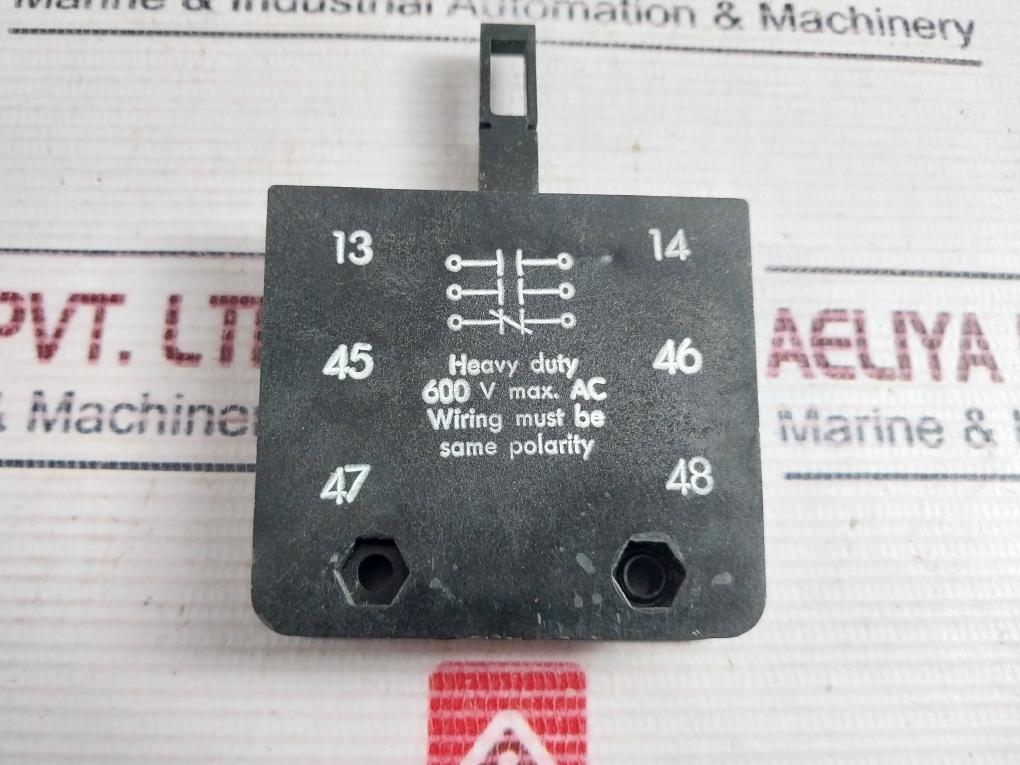 Marine & Industrial Automation & Machinery
13 14
45 46
Heavy duty
600 V max. AC
Wiring must be
same polarity
47 48
PVT. LT
AELIYA
& Machiner
Marine &